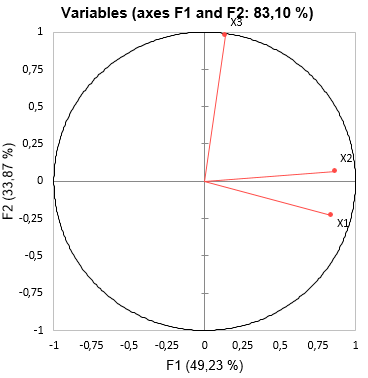 Variables (axes F1 and F2: 83,10 %)
X3
1
0,75
0,5
0,25
X2
0
X1
-0,25
-0,5
-0,75
-1
F2 (33,87 %)
-1 -0,75 -0,5 -0,25 0 0,25 0,5 0,75 1
F1 (49,23 %)